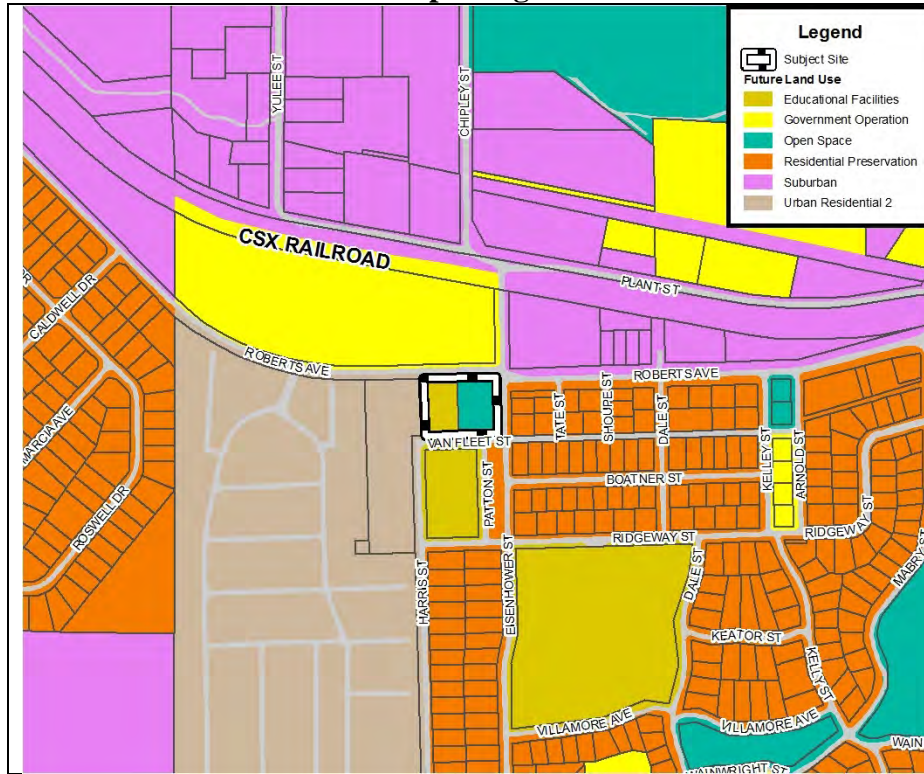 Legend
Subject Site
Future Land Use
Educational Facilities
Government Operation
Open Space
Residential Preservation
Suburban
Urban Residential 2
YULEE ST
CHIPLEY ST
CSX RAILROAD
PLANT ST
DR
CALDWELL DR
ROBERTS AVE
ROBERTS AVE
MARCIA AVE
TATE ST
SHOUPE ST
DALE ST
KELLEY ST
ARNOLD ST
VAN FLEET ST
PATTON ST
BOATNER ST
ROSWELL DR
RIDGEWAY ST
RIDGEWAY ST
MABRY ST
HARRIS ST
EISENHOWER ST
DALE ST
KEATOR ST
KELLY ST
VILLAMORE AVE
VILLAMORE AVE
WAIN
WAINWRIGHT ST